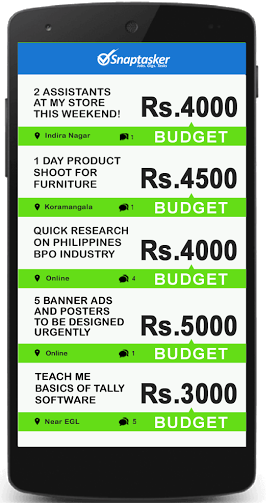 Snaptasker
Jobs. Gigs. Tasks
2 ASSISTANTS
AT MY STORE
THIS WEEKEND!
Rs.4000
Indira Nagar
1
BUDGET
1 DAY PRODUCT
SHOOT FOR
FURNITURE
Rs.4500
Koramangala
1
BUDGET
QUICK RESEARCH
ON PHILIPPINES
BPO INDUSTRY
Rs.4000
Online
4
BUDGET
5 BANNER ADS
AND POSTERS
TO BE DESIGNED
URGENTLY
Rs.5000
Online
1
BUDGET
TEACH ME
BASICS OF TALLY
SOFTWARE
Rs.3000
Near EGL
5
BUDGET